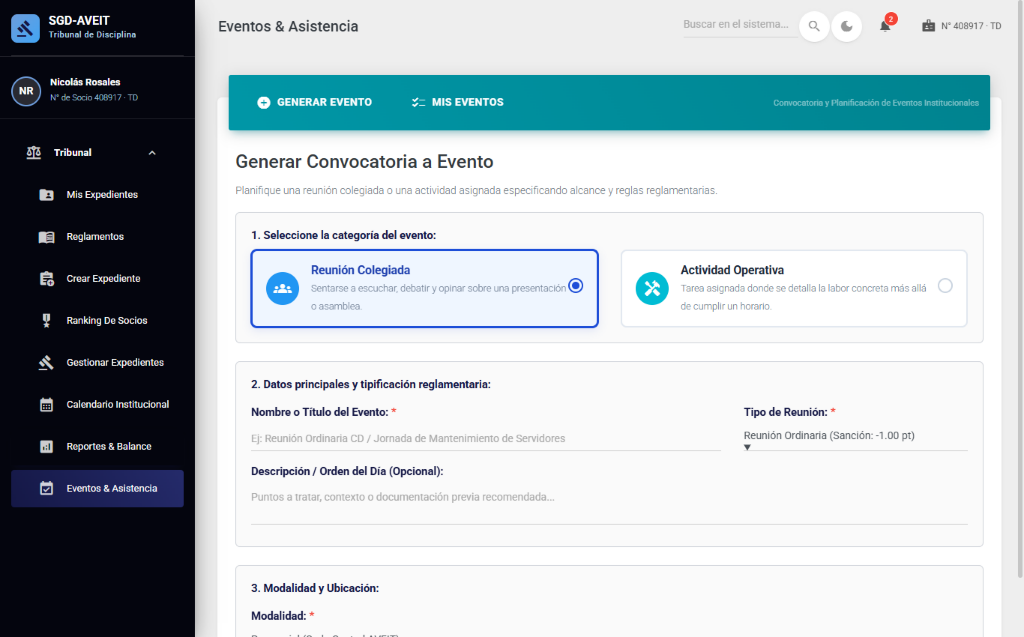 SGD-AVEIT
Tribunal de Disciplina
NR
Nicolás Rosales
N° de Socio 408917 · TD
Tribunal
Mis Expedientes
Reglamentos
Crear Expediente
Ranking De Socios
Gestionar Expedientes
Calendario Institucional
Reportes & Balance
Eventos & Asistencia
Eventos & Asistencia
Buscar en el sistema...
2
N° 408917 · TD
GENERAR EVENTO
MIS EVENTOS
Convocatoria y Planificación de Eventos Institucionales
Generar Convocatoria a Evento
Planifique una reunión colegiada o una actividad asignada especificando alcance y reglas reglamentarias.
1. Seleccione la categoría del evento:
Reunión Colegiada
Sentarse a escuchar, debatir y opinar sobre una presentación
o asamblea.
Actividad Operativa
Tarea asignada donde se detalla la labor concreta más allá
de cumplir un horario.
2. Datos principales y tipificación reglamentaria:
Nombre o Título del Evento: *
Ej: Reunión Ordinaria CD / Jornada de Mantenimiento de Servidores
Tipo de Reunión: *
Reunión Ordinaria (Sanción: -1.00 pt)
Descripción / Orden del Día (Opcional):
Puntos a tratar, contexto o documentación previa recomendada...
3. Modalidad y Ubicación:
Modalidad: *